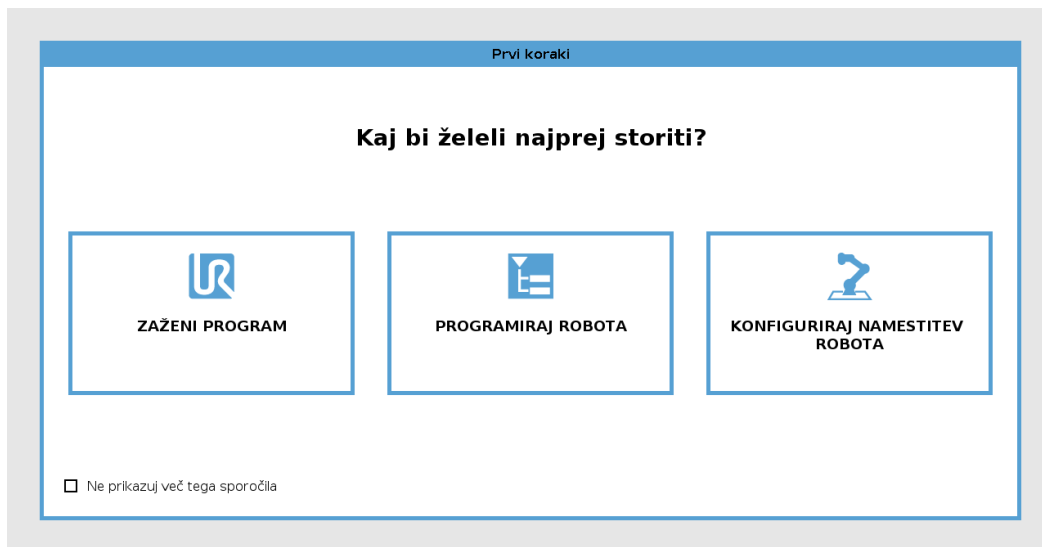 Prvi koraki
Kaj bi želeli najprej storiti?
ZAŽENI PROGRAM
PROGRAMIRAJ ROBOTA
KONFIGURIRAJ NAMESTITEV
ROBOTA
Ne prikazuj več tega sporočila